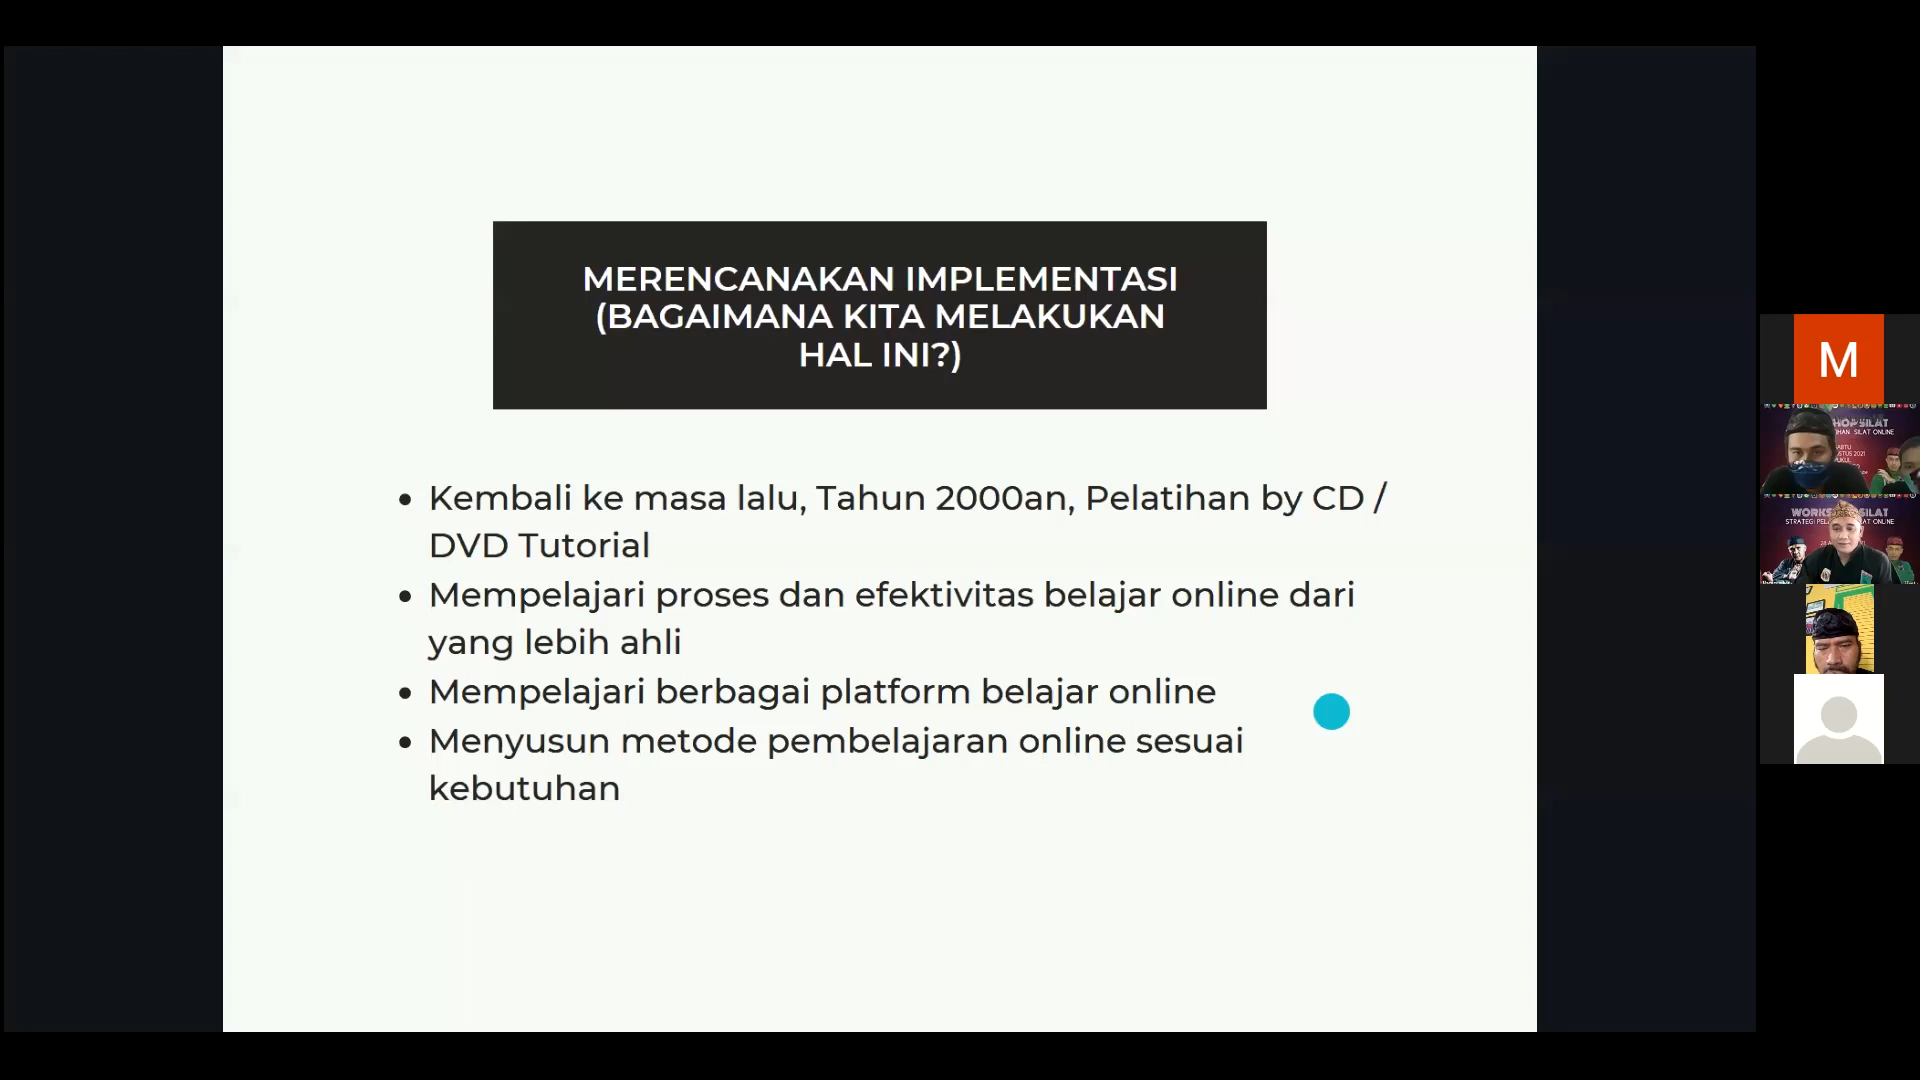 MERENCANAKAN IMPLEMENTASI
(BAGAIMANA KITA MELAKUKAN
HAL INI?)
• Kembali ke masa lalu, Tahun 2000an, Pelatihan by CD /
DVD Tutorial
• Mempelajari proses dan efektivitas belajar online dari
yang lebih ahli
• Mempelajari berbagai platform belajar online
• Menyusun metode pembelajaran online sesuai
kebutuhan
M
SILAT ONLINE
SILAT